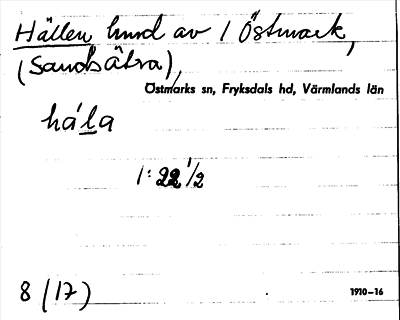 Hällen hmd av 1 Östmark,
(Sandsätra),
Östmarks sn, Fryksdals hd, Värmlands län
håla
1:22 1/2
8 (17)
1910-16